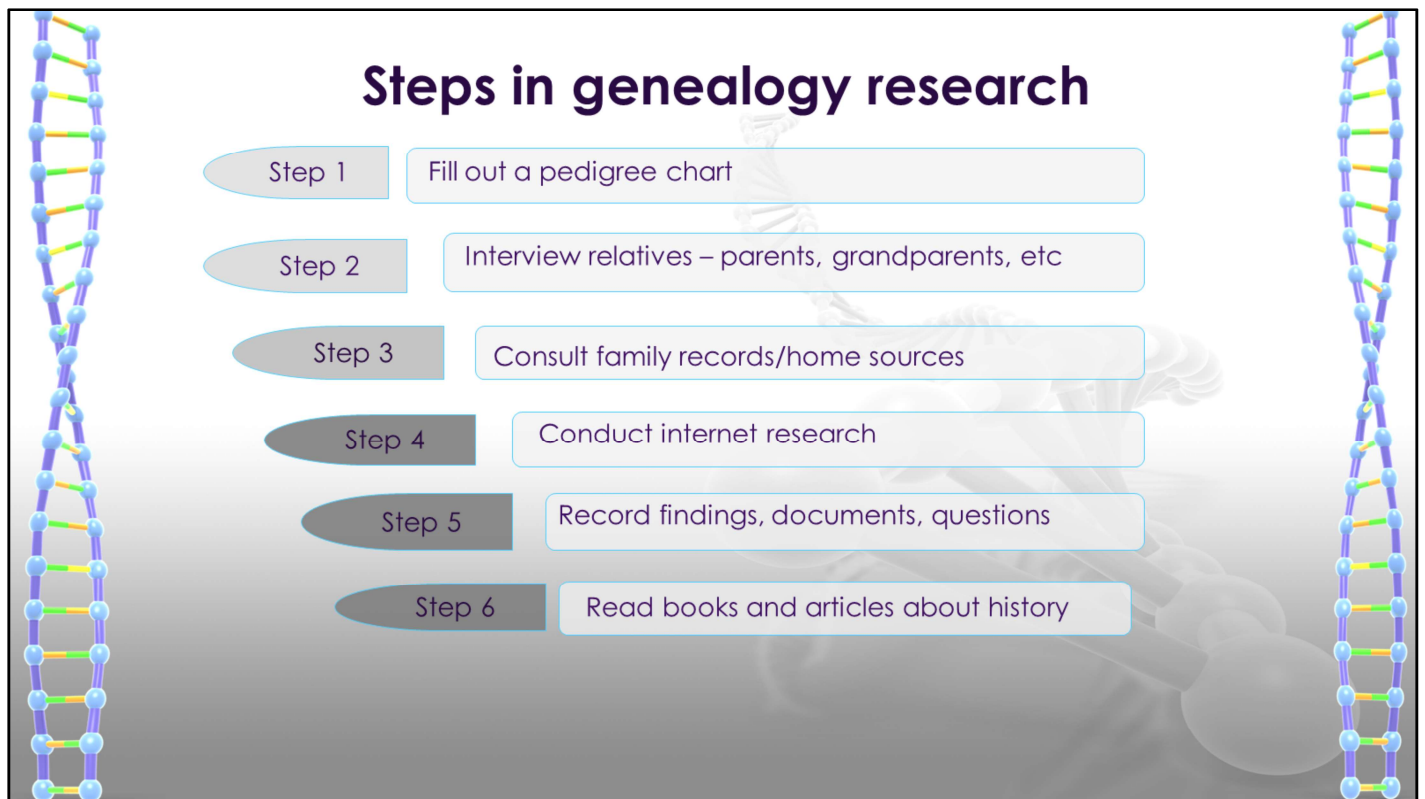 Steps in genealogy research
Step 1
Fill out a pedigree chart
Step 2
Interview relatives – parents, grandparents, etc
Step 3
Consult family records/home sources
Step 4
Conduct internet research
Step 5
Record findings, documents, questions
Step 6
Read books and articles about history